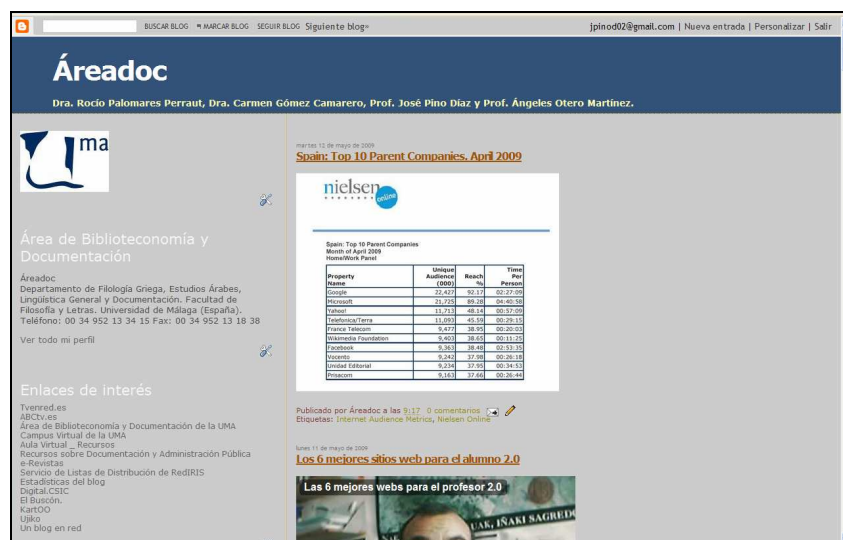 BUSCAR BLOG MARCAR BLOG SEGUIR BLOG Siguiente blog»
jpinod02@gmail.com | Nueva entrada | Personalizar | Salir
Áreadoc
Dra. Rocío Palomares Perraut, Dra. Carmen Gómez Camarero, Prof. José Pino Díaz y Prof. Ángeles Otero Martínez.
uma
Área de Biblioteconomía y
Documentación
Áreadoc
Departamento de Filología Griega, Estudios Árabes,
Lingüística General y Documentación. Facultad de
Filosofía y Letras. Universidad de Málaga (España).
Teléfono: 00 34 952 13 34 15 Fax: 00 34 952 13 18 38
Ver todo mi perfil
Enlaces de interés
Tvenred.es
ABCtv.es
Área de Biblioteconomía y Documentación de la UMA
Campus Virtual de la UMA
Aula Virtual _ Recursos
Recursos sobre Documentación y Administración Pública
e-Revistas
Servicio de Listas de Distribución de RedIRIS
Estadísticas del blog
Digital.CSIC
El Buscón.
KartOO
Ujiko
Un blog en red
martes 12 de mayo de 2009
Spain: Top 10 Parent Companies. April 2009
nielsen
online
Spain: Top 10 Parent Companies
Month of April 2009
Home/Work Panel
Property Name Unique Audience (000) Reach % Time Per Person
Google 22,427 92.17 02:27:09
Microsoft 21,725 89.28 04:40:58
Yahoo! 11,713 48.14 00:57:09
Telefonica/Terra 11,093 45.59 00:29:15
France Telecom 9,477 38.95 00:20:03
Wikimedia Foundation 9,403 38.65 00:11:25
Facebook 9,363 38.48 02:53:35
Vocento 9,242 37.98 00:26:18
Unidad Editorial 9,234 37.95 00:34:53
Prisacom 9,163 37.66 00:26:44
Publicado por Áreadoc a las 9:17 0 comentarios
Etiquetas: Internet Audience Metrics, Nielsen Online
lunes 11 de mayo de 2009
Los 6 mejores sitios web para el alumno 2.0
Las 6 mejores webs para el profesor 2.0
UAK, IÑAKI SAGRED